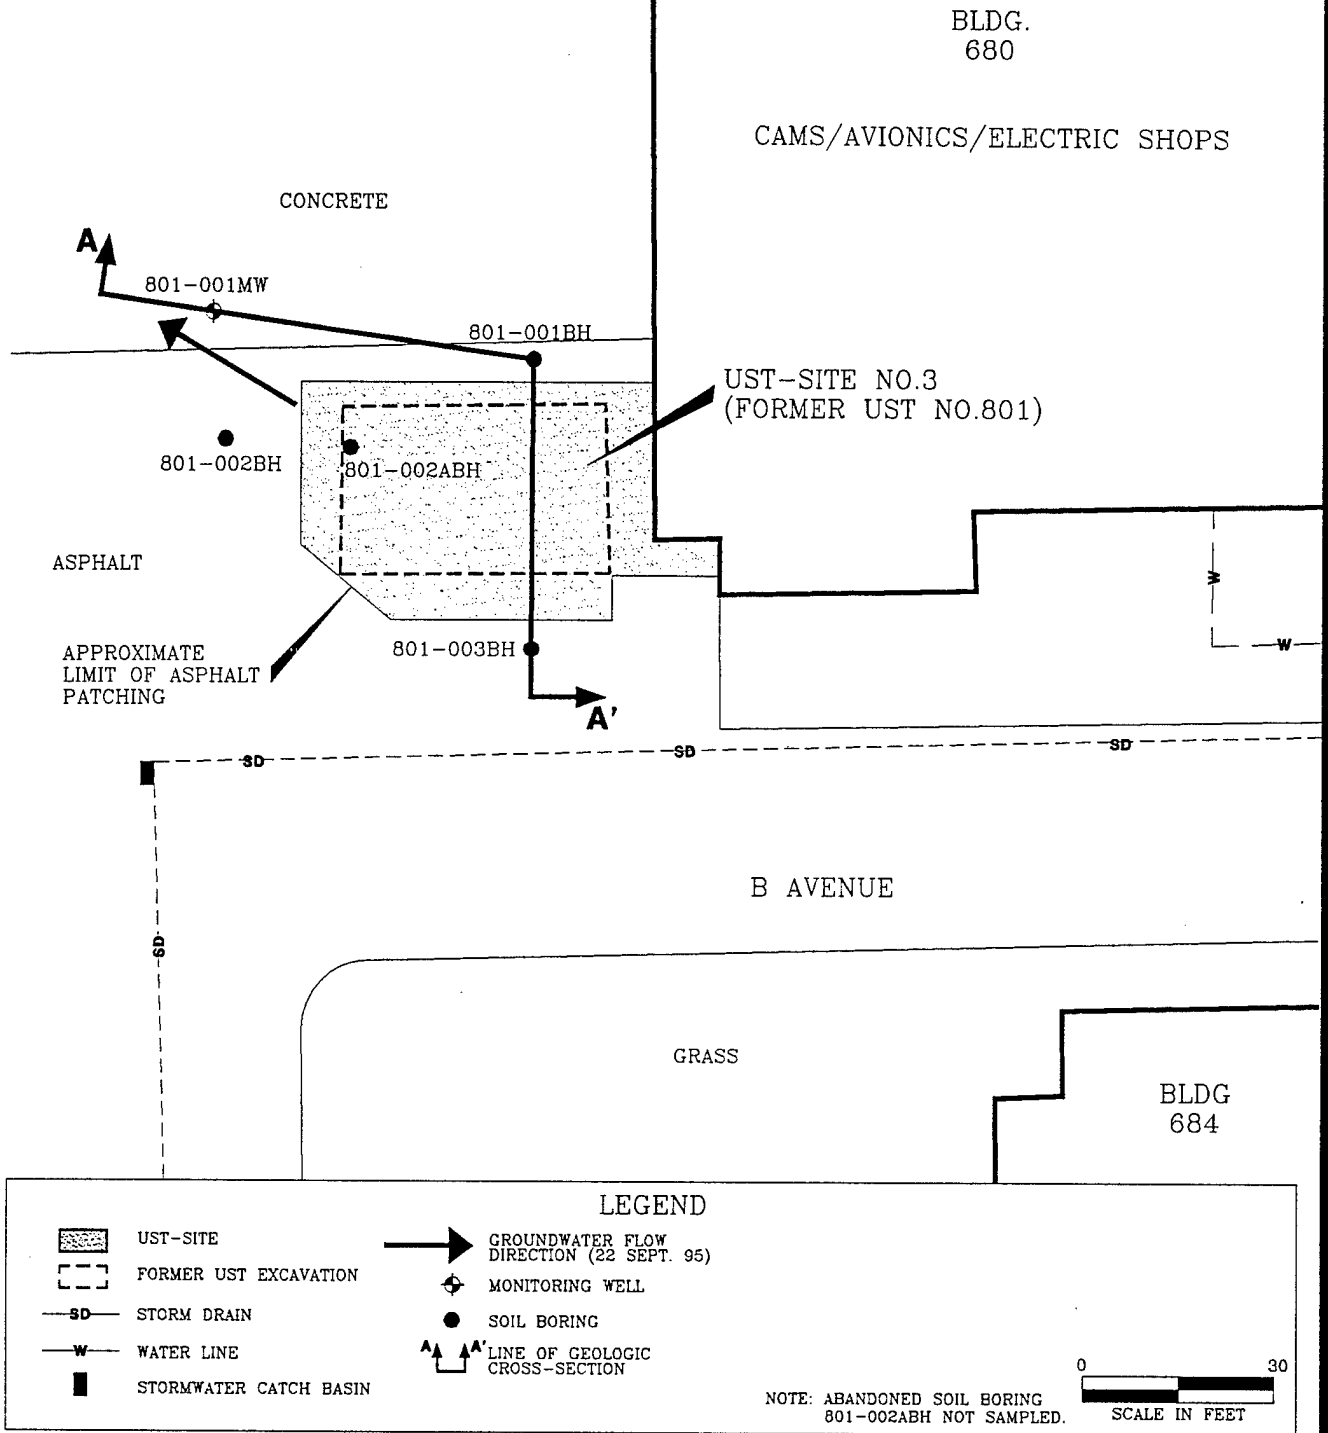 BLDG.
680
CAMS/AVIONICS/ELECTRIC SHOPS
CONCRETE
A
801-001MW
801-001BH
UST-SITE NO.3
(FORMER UST NO.801)
801-002BH
801-002ABH
ASPHALT
W
W
801-003BH
APPROXIMATE
LIMIT OF ASPHALT
PATCHING
A'
SD
SD
SD
B AVENUE
SD
GRASS
BLDG
684
LEGEND
UST-SITE
FORMER UST EXCAVATION
SD
STORM DRAIN
W
WATER LINE
STORMWATER CATCH BASIN
GROUNDWATER FLOW
DIRECTION (22 SEPT. 95)
MONITORING WELL
SOIL BORING
A A' LINE OF GEOLOGIC
CROSS-SECTION
NOTE: ABANDONED SOIL BORING
801-002ABH NOT SAMPLED.
0 30
SCALE IN FEET